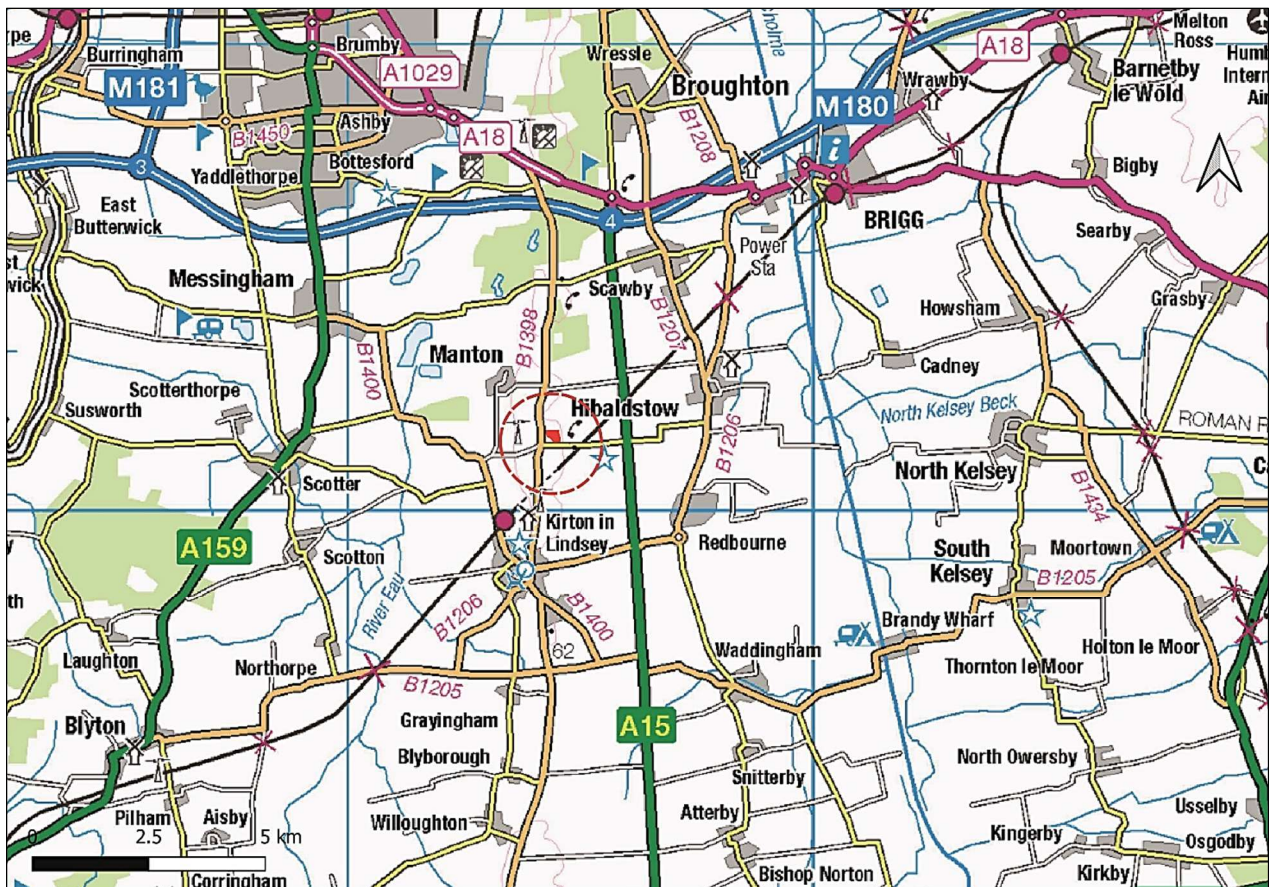 Burringham
Brumby
Wressle
Melton
Ross
A18
A1029
M181
Broughton
Wrawby
Barnetby
le Wold
M180
B1450
Ashby
A18
B1208
Bottesford
3
Yaddlethorpe
i
Bigby
East
Butterwick
4
BRIGG
Power
Sta
Searby
Messingham
Scawby
Howsham
Grasby
B1398
B1207
Manton
Cadney
B1400
Scotterthorpe
Susworth
Hibaldstow
North Kelsey Beck
ROMAN R
B1206
North Kelsey
Scotter
B1434
Kirton in
Lindsey
A159
Scotton
Redbourne
South
Kelsey
Moortown
B1205
River Eau
B1206
B1400
Brandy Wharf
62
Waddingham
Holton le Moor
Laughton
Northorpe
Thornton le Moor
B1205
Grayingham
A15
Blyton
Blyborough
North Owersby
Snitterby
Pilham
Aisby
Willoughton
Atterby
Usselby
Kingerby
Osgodby
0 2.5 5 km
Corringham
Bishop Norton
Kirkby